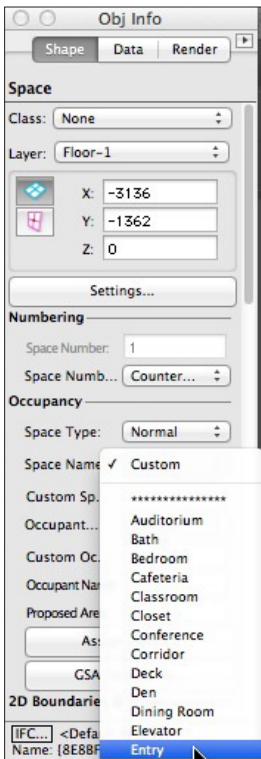 Obj Info
Shape Data Render
Space
Class: None
Layer: Floor-1
X: -3136
Y: -1362
Z: 0
Settings...
Numbering
Space Number: 1
Space Numb... Counter...
Occupancy
Space Type: Normal
Space Name ✓ Custom
***************
Custom Sp.
Auditorium
Occupant...
Bath
Bedroom
Custom Oc.
Cafeteria
Occupant Nar
Classroom
Closet
Proposed Are
Conference
As
Corridor
Deck
GSA
Den
Dining Room
2D Boundarie
Elevator
IFC... <Defa
Entry
Name: {8E8BF